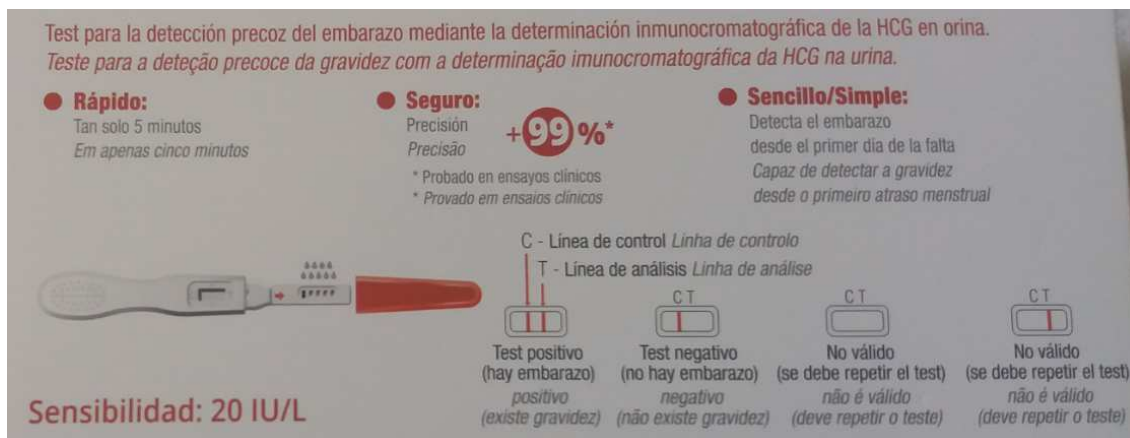 Test para la detección precoz del embarazo mediante la determinación inmunocromatográfica de la HCG en orina.
Teste para a deteção precoce da gravidez com a determinação imunocromatográfica da HCG na urina.
Rápido:
Tan solo 5 minutos
Em apenas cinco minutos
Seguro:
Precisión
Precisão
+99%*
* Probado en ensayos clínicos
* Provado em ensaios clínicos
Sencillo/Simple:
Detecta el embarazo
desde el primer día de la falta
Capaz de detectar a gravidez
desde o primeiro atraso menstrual
C - Línea de control Linha de controlo
T - Línea de análisis Linha de análise
Test positivo
(hay embarazo)
positivo
(existe gravidez)
C T
Test negativo
(no hay embarazo)
negativo
(não existe gravidez)
C T
No válido
(se debe repetir el test)
não é válido
(deve repetir o teste)
C T
No válido
(se debe repetir el test)
não é válido
(deve repetir o teste)
Sensibilidad: 20 IU/L